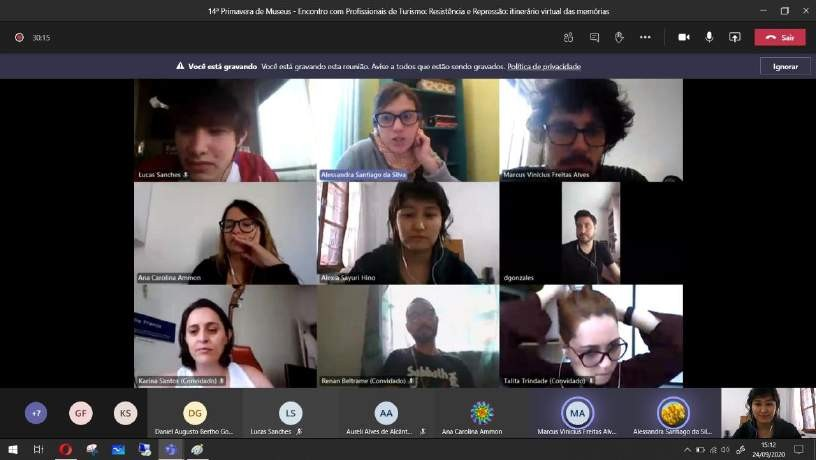 14ª Primavera de Museus - Encontro com Profissionais de Turismo: Resistência e Repressão: itinerário virtual das memórias
30:15
Sair
Você está gravando Você está gravando esta reunião. Avise a todos que estão sendo gravados. Política de privacidade
Ignorar
Lucas Sanches
Alessandra Santiago da Silva
Marcus Vinicius Freitas Alves
Ana Carolina Ammon
Alexia Sayuri Hino
dgonzales
Karina Santos (Convidado)
Renan Beltrame (Convidado)
Talita Trindade (Convidado)
+7
GF
KS
DG
LS
AA
MA
Daniel Augusto Bertho Go...
Lucas Sanches
Aureli Alves de Alcânt...
Ana Carolina Ammon
Marcus Vinicius Freitas Alv...
Alessandra Santiago da Sil...
15:12
24/09/2020